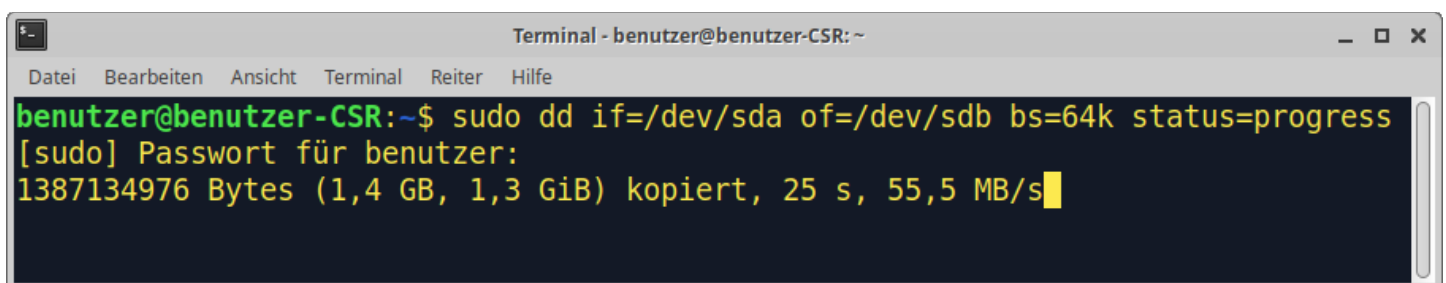 Terminal - benutzer@benutzer-CSR: ~
Datei Bearbeiten Ansicht Terminal Reiter Hilfe
benutzer@benutzer-CSR:~$ sudo dd if=/dev/sda of=/dev/sdb bs=64k status=progress
[sudo] Passwort für benutzer:
1387134976 Bytes (1,4 GB, 1,3 GiB) kopiert, 25 s, 55,5 MB/s